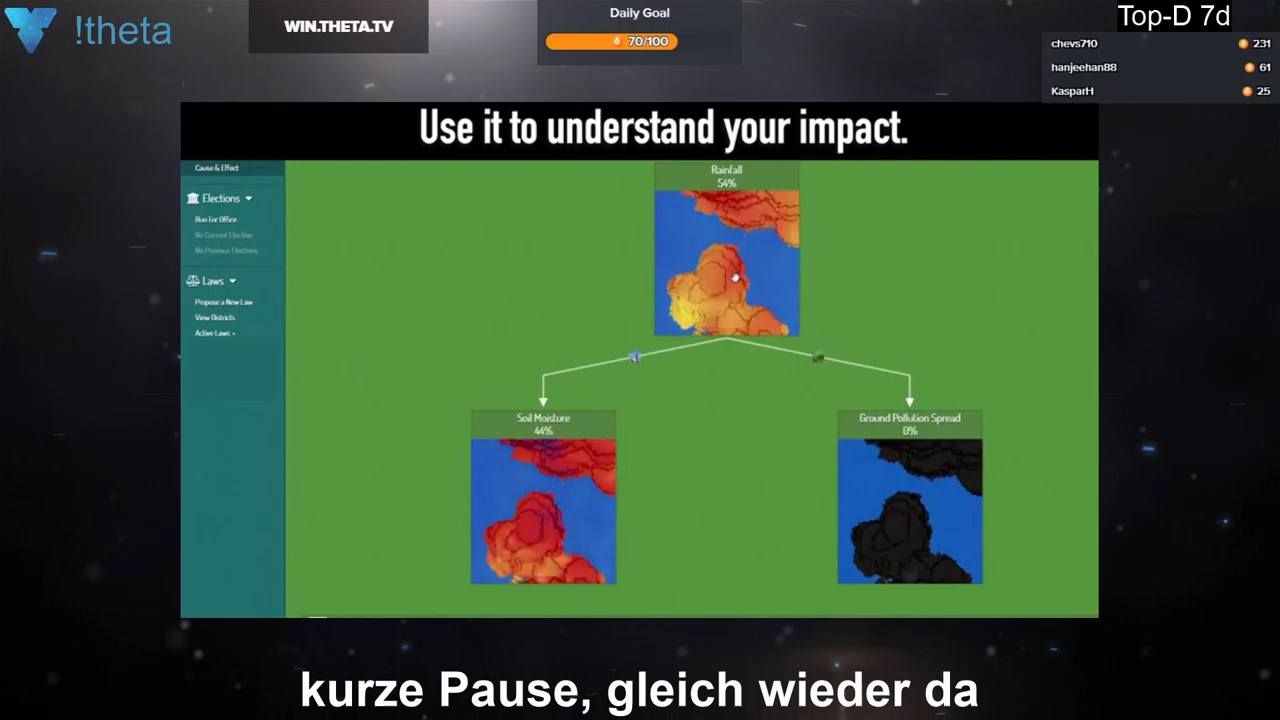 !theta
WIN.THETA.TV
Daily Goal
70/100
Top-D 7d
chevs710 231
hanjeehan88 61
KasparH 25
Use it to understand your impact.
Cause & Effect
Elections
Run For Office
No Current Election
No Previous Elections
Laws
Propose a New Law
View Districts
Active Laws
Rainfall
54%
Soil Moisture
44%
Ground Pollution Spread
0%
kurze Pause, gleich wieder da